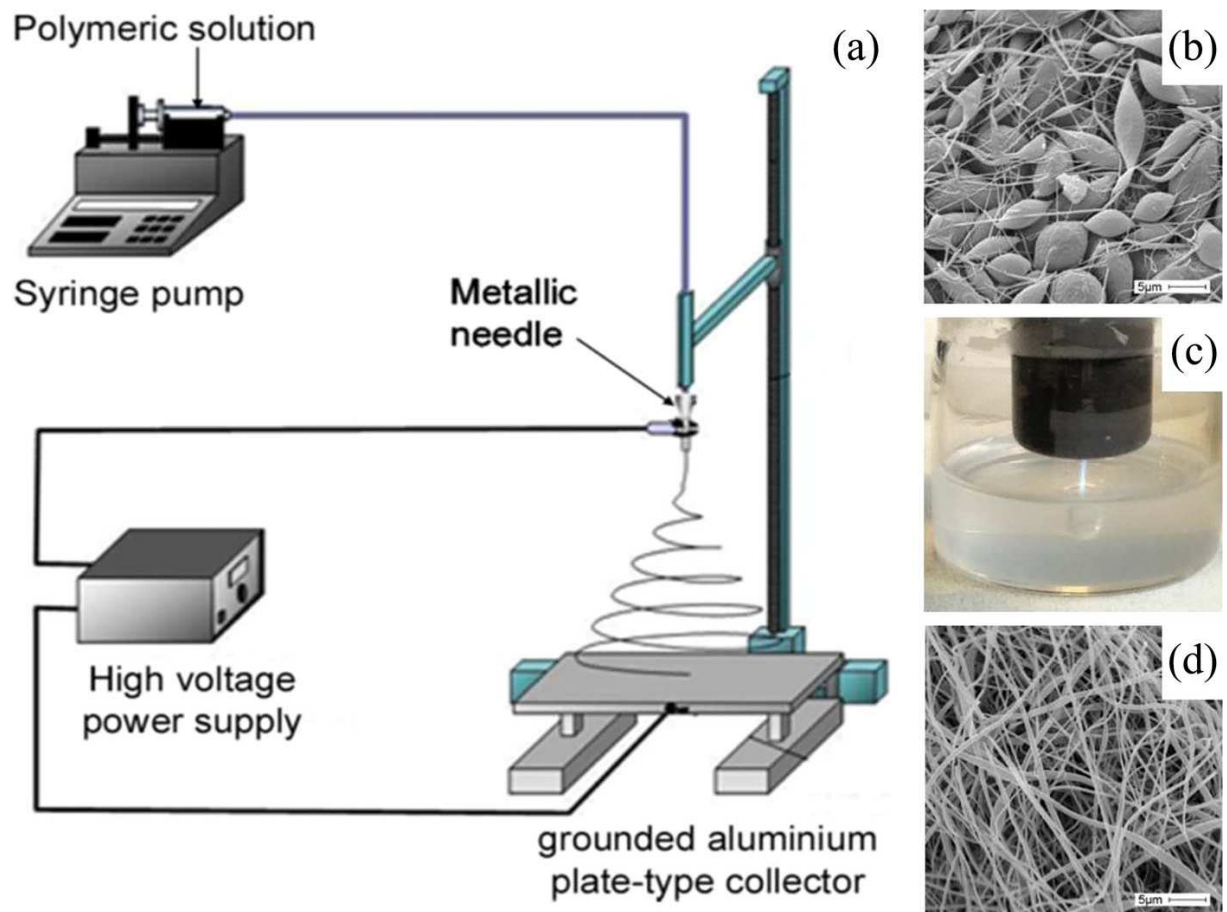 Polymeric solution
(a)
Syringe pump
Metallic
needle
High voltage
power supply
grounded aluminium
plate-type collector
(b)
5µm
(c)
(d)
5µm